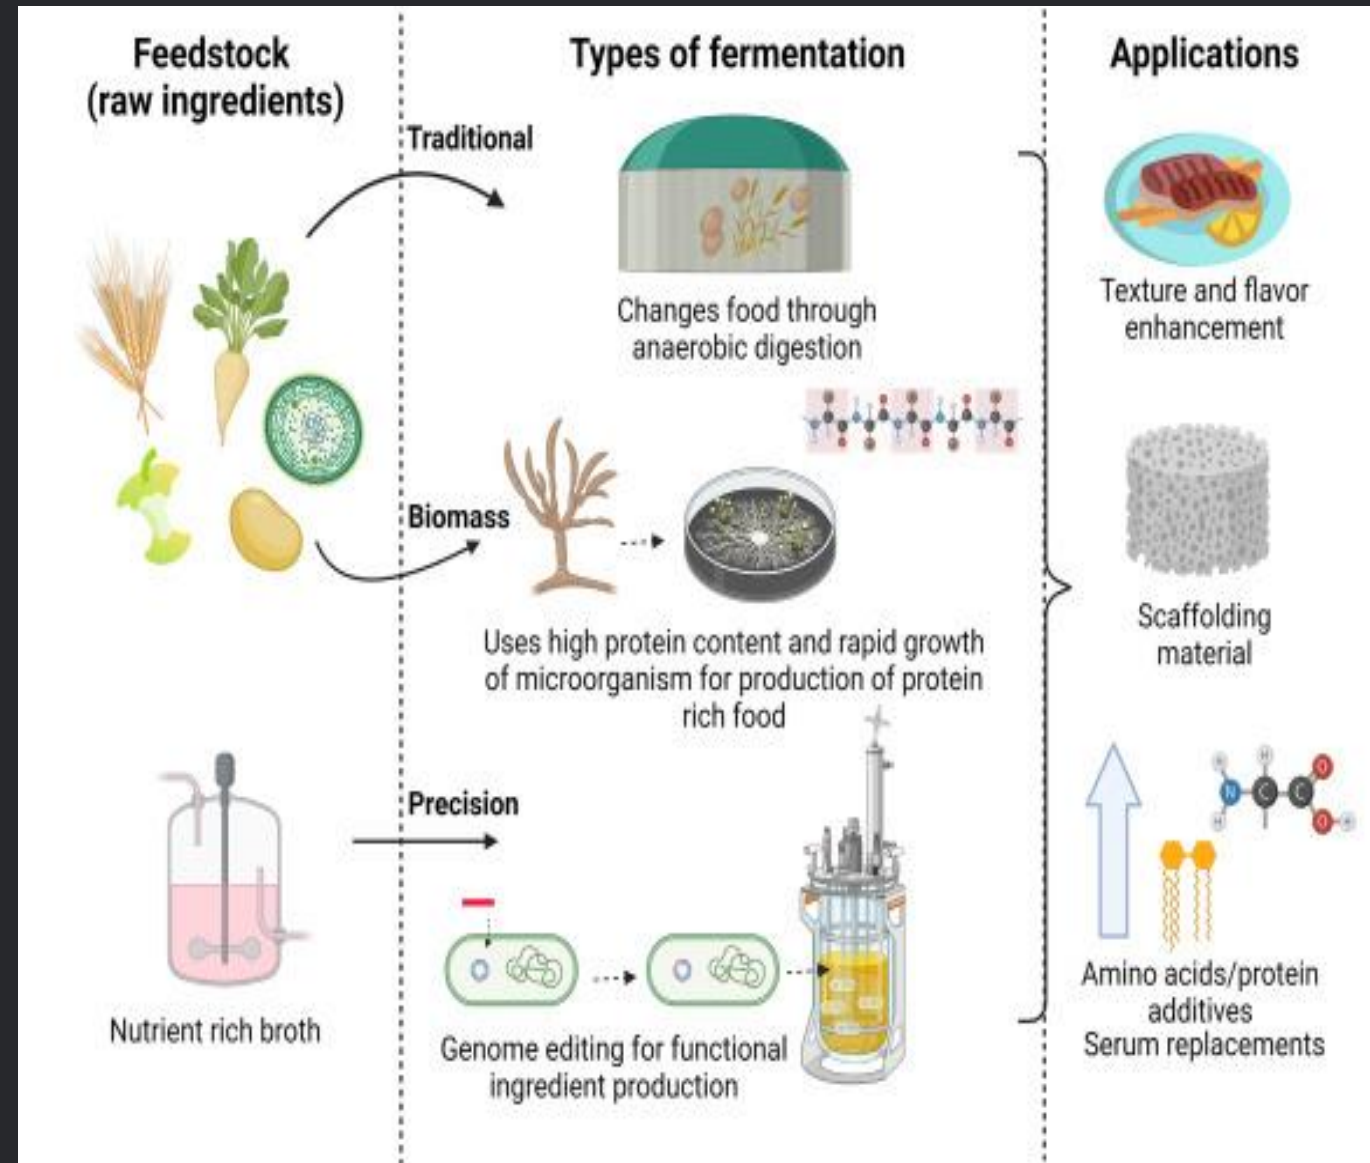 Feedstock
(raw ingredients)
Types of fermentation
Applications
Traditional
Changes food through
anaerobic digestion
Texture and flavor
enhancement
Biomass
Uses high protein content and rapid growth
of microorganism for production of protein
rich food
Scaffolding
material
Precision
Nutrient rich broth
Genome editing for functional
ingredient production
H
H
N
H
C
C
O
O
H
Amino acids/protein
additives
Serum replacements